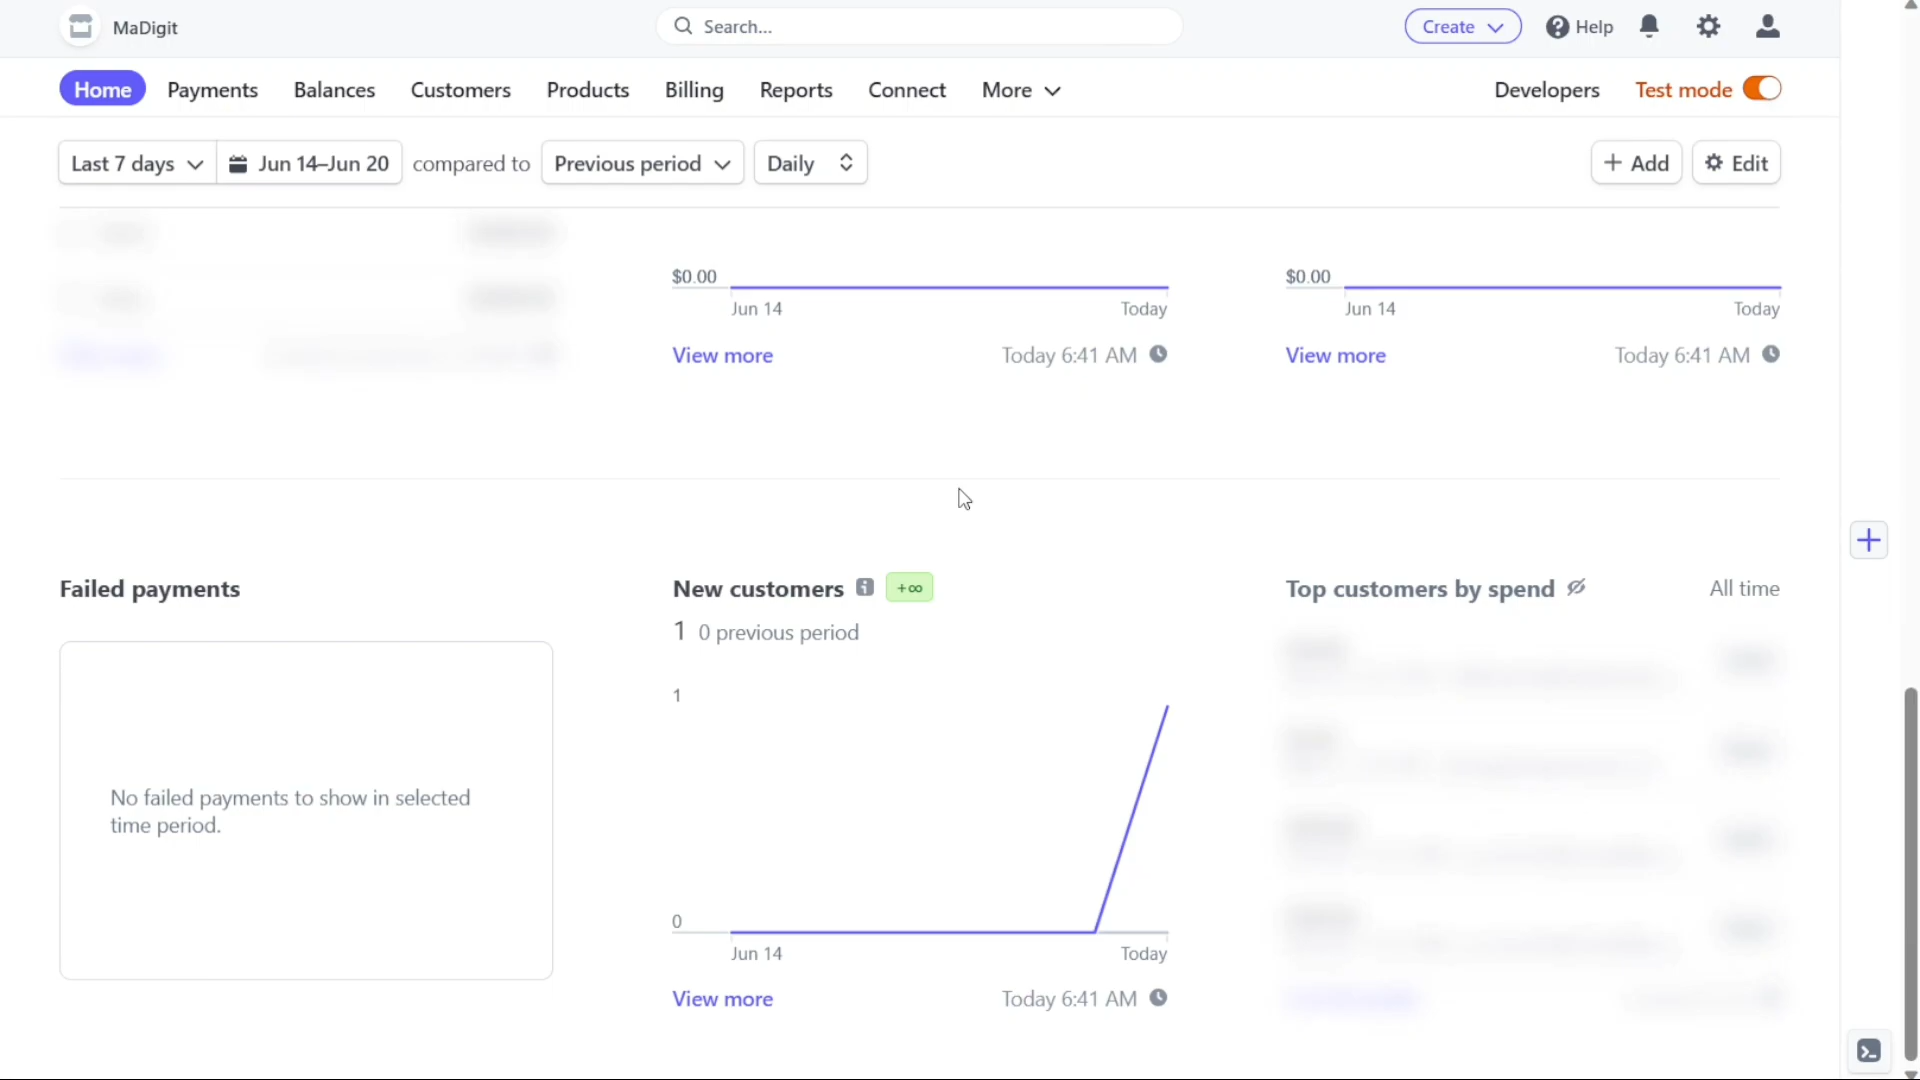 MaDigit
Search...
Create
Help
Home
Payments
Balances
Customers
Products
Billing
Reports
Connect
More
Developers
Test mode
Last 7 days
Jun 14–Jun 20
compared to
Previous period
Daily
+ Add
Edit
$0.00
Jun 14
Today
View more
Today 6:41 AM
$0.00
Jun 14
Today
View more
Today 6:41 AM
Failed payments
No failed payments to show in selected
time period.
New customers
+∞
1 0 previous period
1
0
Jun 14
Today
View more
Today 6:41 AM
Top customers by spend
All time